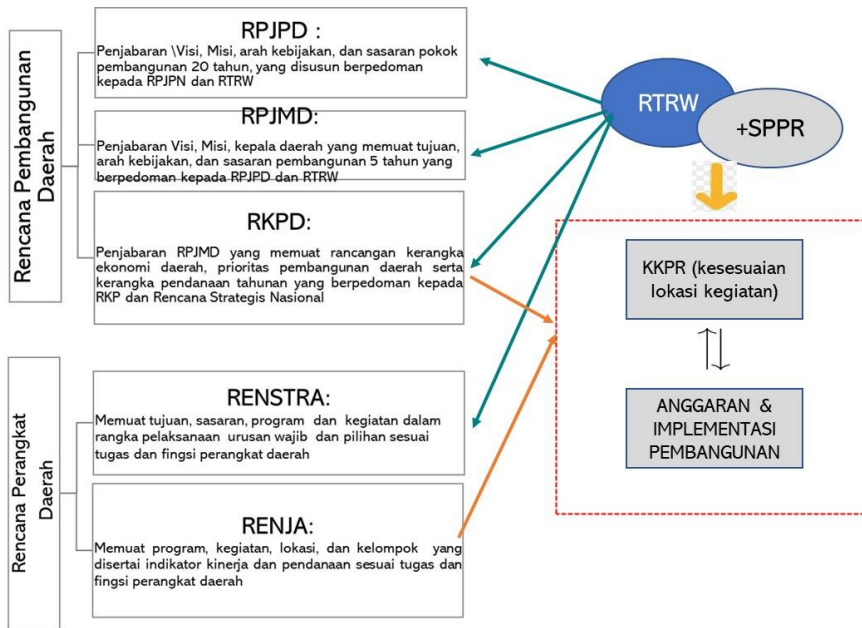 Rencana Pembangunan
Daerah
RPJPD :
Penjabaran \Visi, Misi, arah kebijakan, dan sasaran pokok
pembangunan 20 tahun, yang disusun berpedoman
kepada RPJPN dan RTRW
RPJMD:
Penjabaran Visi, Misi, kepala daerah yang memuat tujuan,
arah kebijakan, dan sasaran pembangunan 5 tahun yang
berpedoman kepada RPJPD dan RTRW
RKPD:
Penjabaran RPJMD yang memuat rancangan kerangka
ekonomi daerah, prioritas pembangunan daerah serta
kerangka pendanaan tahunan yang berpedoman kepada
RKP dan Rencana Strategis Nasional
Rencana Perangkat
Daerah
RENSTRA:
Memuat tujuan, sasaran, program dan kegiatan dalam
rangka pelaksanaan urusan wajib dan pilihan sesuai
tugas dan fingsi perangkat daerah
RENJA:
Memuat program, kegiatan, lokasi, dan kelompok yang
disertai indikator kinerja dan pendanaan sesuai tugas dan
fingsi perangkat daerah
RTRW
+SPPR
KKPR (kesesuaian
lokasi kegiatan)
ANGGARAN &
IMPLEMENTASI
PEMBANGUNAN